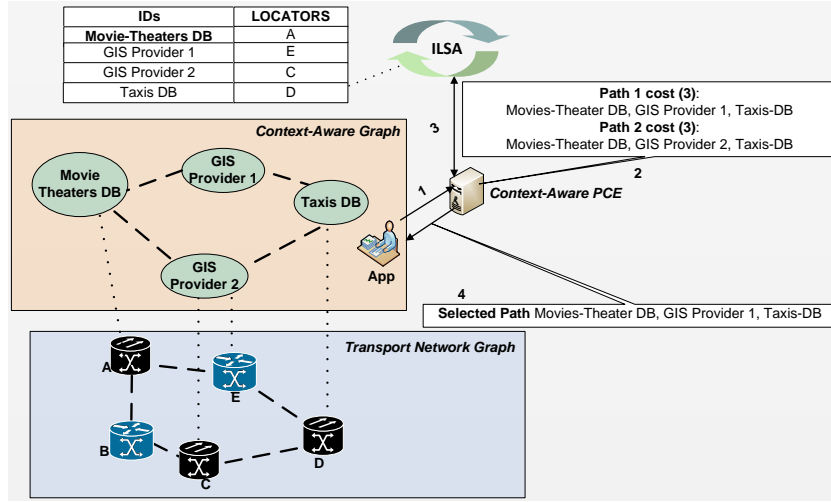 IDs LOCATORS
Movie-Theaters DB A
GIS Provider 1 E
GIS Provider 2 C
Taxis DB D
ILSA
Path 1 cost (3):
Movies-Theater DB, GIS Provider 1, Taxis-DB
Path 2 cost (3):
Movies-Theater DB, GIS Provider 2, Taxis-DB
3
2
1
Context-Aware PCE
Context-Aware Graph
Movie
Theaters DB
GIS
Provider 1
Taxis DB
GIS
Provider 2
App
4
Selected Path Movies-Theater DB, GIS Provider 1, Taxis-DB
Transport Network Graph
A
E
B
C
D